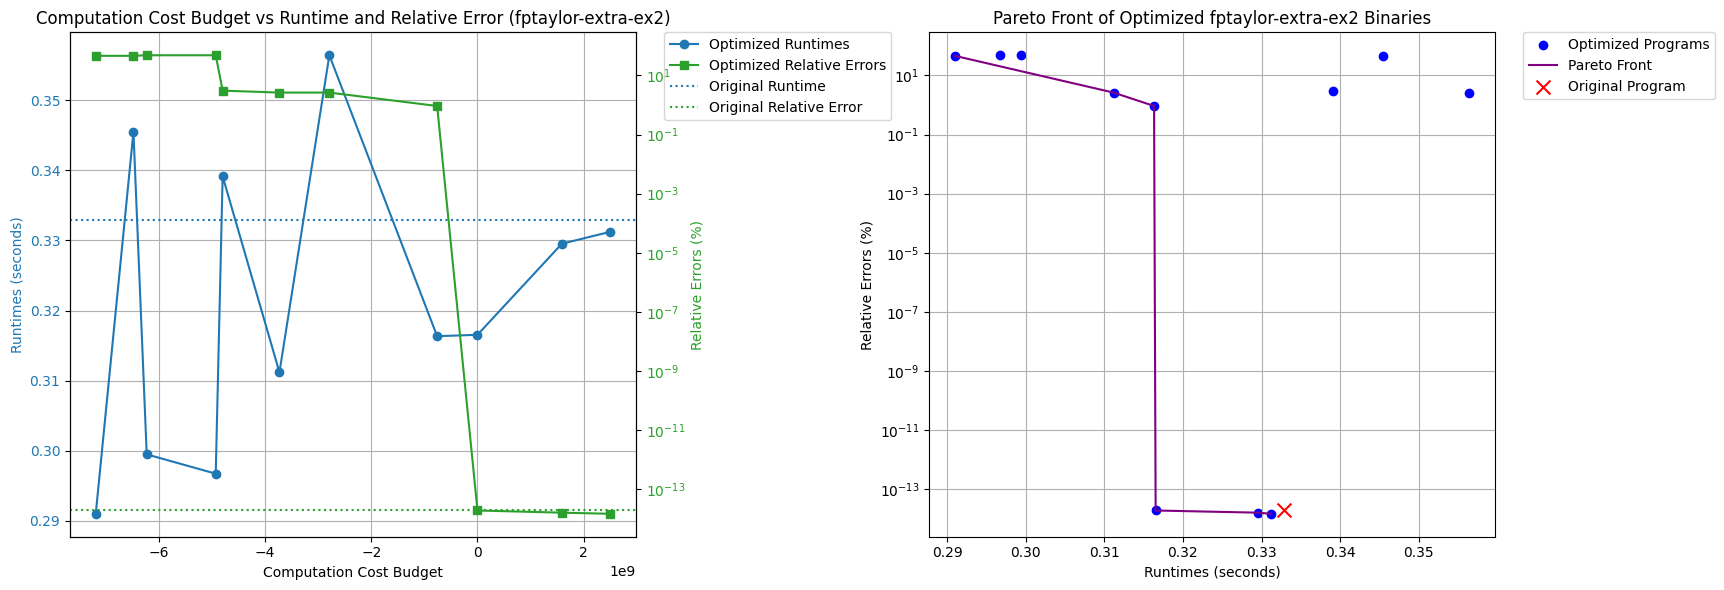 Computation Cost Budget vs Runtime and Relative Error (fptaylor-extra-ex2)
Optimized Runtimes
Optimized Relative Errors
Original Runtime
Original Relative Error
Runtimes (seconds)
0.35
0.34
0.33
0.32
0.31
0.30
0.29
10¹
10⁻¹
10⁻³
10⁻⁵
10⁻⁷
10⁻⁹
10⁻¹¹
10⁻¹³
Relative Errors (%)
−6
−4
−2
0
2
1e9
Computation Cost Budget
Pareto Front of Optimized fptaylor-extra-ex2 Binaries
Optimized Programs
Pareto Front
Original Program
Relative Errors (%)
10¹
10⁻¹
10⁻³
10⁻⁵
10⁻⁷
10⁻⁹
10⁻¹¹
10⁻¹³
0.29
0.30
0.31
0.32
0.33
0.34
0.35
Runtimes (seconds)